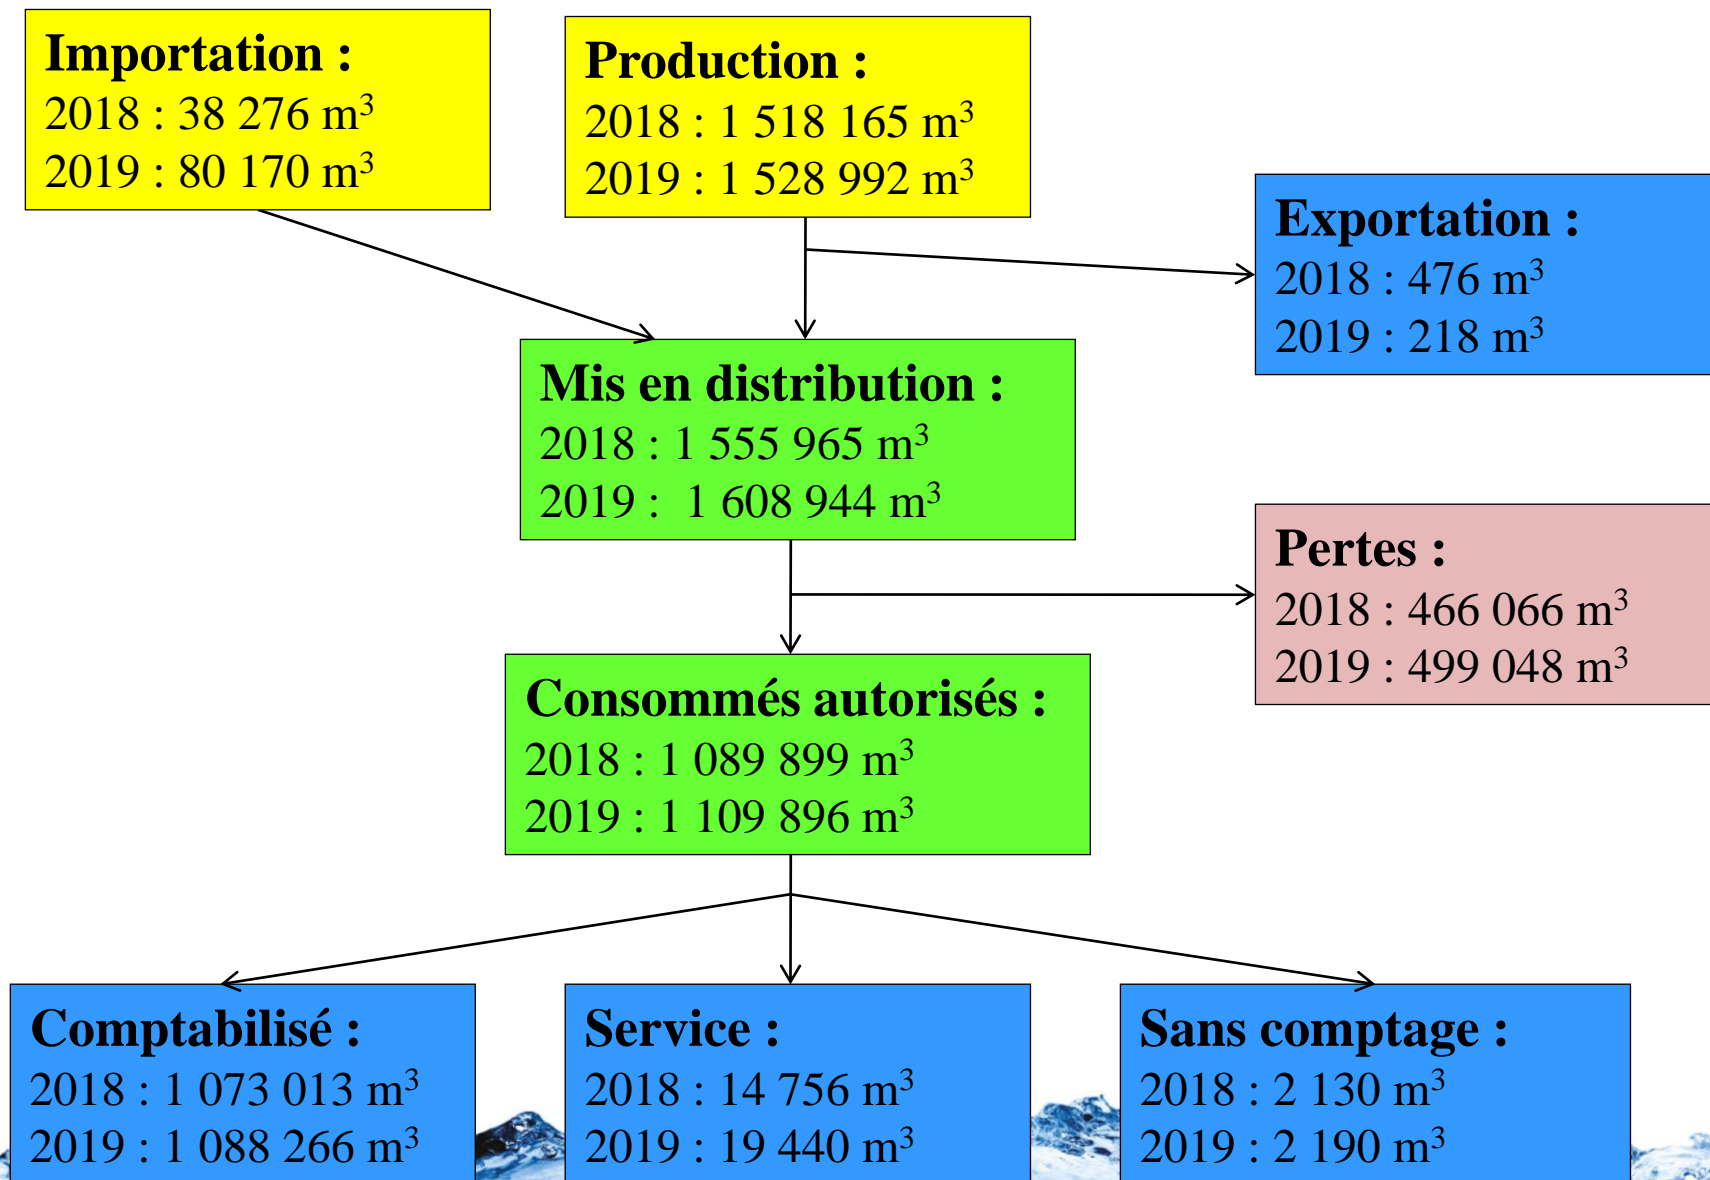 Importation :
2018 : 38 276 m³
2019 : 80 170 m³
Production :
2018 : 1 518 165 m³
2019 : 1 528 992 m³
Exportation :
2018 : 476 m³
2019 : 218 m³
Mis en distribution :
2018 : 1 555 965 m³
2019 :  1 608 944 m³
Pertes :
2018 : 466 066 m³
2019 : 499 048 m³
Consommés autorisés :
2018 : 1 089 899 m³
2019 : 1 109 896 m³
Comptabilisé :
2018 : 1 073 013 m³
2019 : 1 088 266 m³
Service :
2018 : 14 756 m³
2019 : 19 440 m³
Sans comptage :
2018 : 2 130 m³
2019 : 2 190 m³